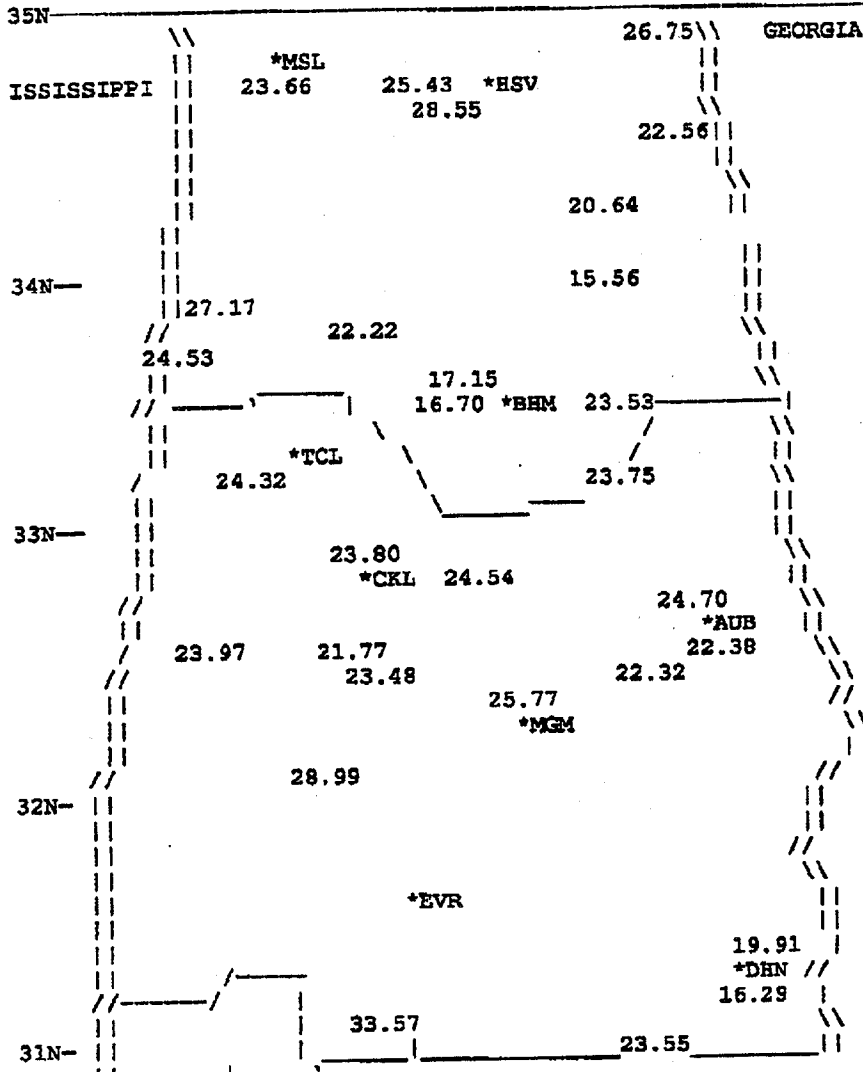 35N
26.75 GEORGIA
*MSL
ISSISSIPPI 23.66 25.43 *HSV
28.55
22.56
20.64
34N 15.56
27.17
22.22
24.53
17.15
16.70 *BHM 23.53
*TCL
24.32 23.75
33N
23.80
*CKL 24.54
24.70
*AUB
23.97 21.77 22.38
23.48 22.32
25.77
*MGM
28.99
32N
*EVR
19.91
*DHN
16.29
33.57
31N 23.55